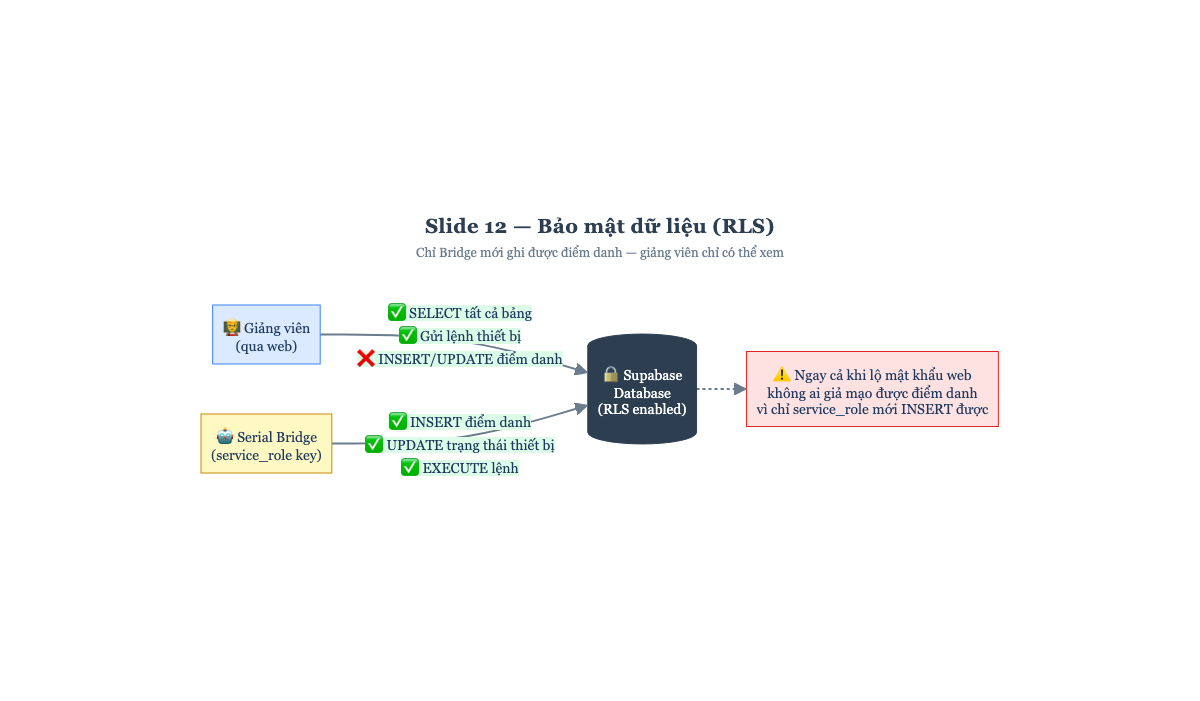 Slide 12 — Bảo mật dữ liệu (RLS)
Chỉ Bridge mới ghi được điểm danh — giảng viên chỉ có thể xem
👩‍🏫 Giảng viên
(qua web)
✅ SELECT tất cả bảng
✅ Gửi lệnh thiết bị
❌ INSERT/UPDATE điểm danh
🤖 Serial Bridge
(service_role key)
✅ INSERT điểm danh
✅ UPDATE trạng thái thiết bị
✅ EXECUTE lệnh
🔒 Supabase
Database
(RLS enabled)
⚠️ Ngay cả khi lộ mật khẩu web
không ai giả mạo được điểm danh
vì chỉ service_role mới INSERT được